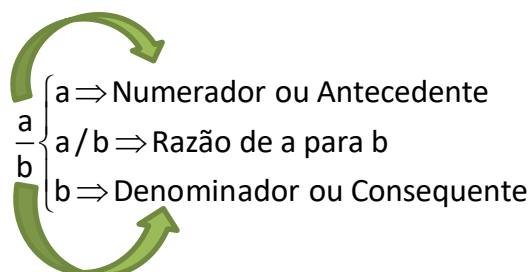 a ⇒ Numerador ou Antecedente
a
b
a / b ⇒ Razão de a para b
b ⇒ Denominador ou Consequente